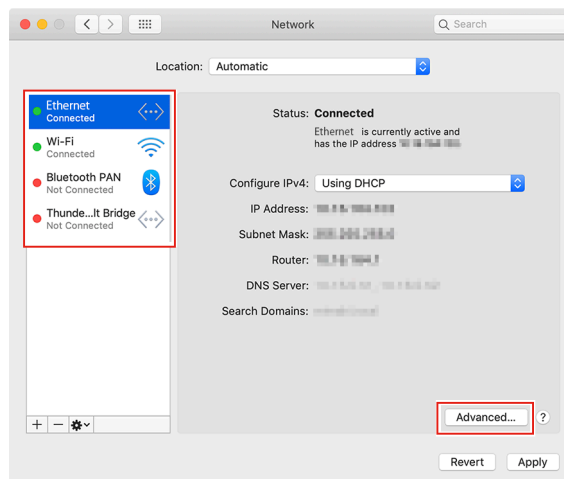 Network
Search
Location: Automatic
Ethernet
Connected
Wi-Fi
Connected
Bluetooth PAN
Not Connected
Thunde...lt Bridge
Not Connected
Status: Connected
Ethernet is currently active and
has the IP address
Configure IPv4: Using DHCP
IP Address:
Subnet Mask:
Router:
DNS Server:
Search Domains:
Advanced... ?
Revert Apply